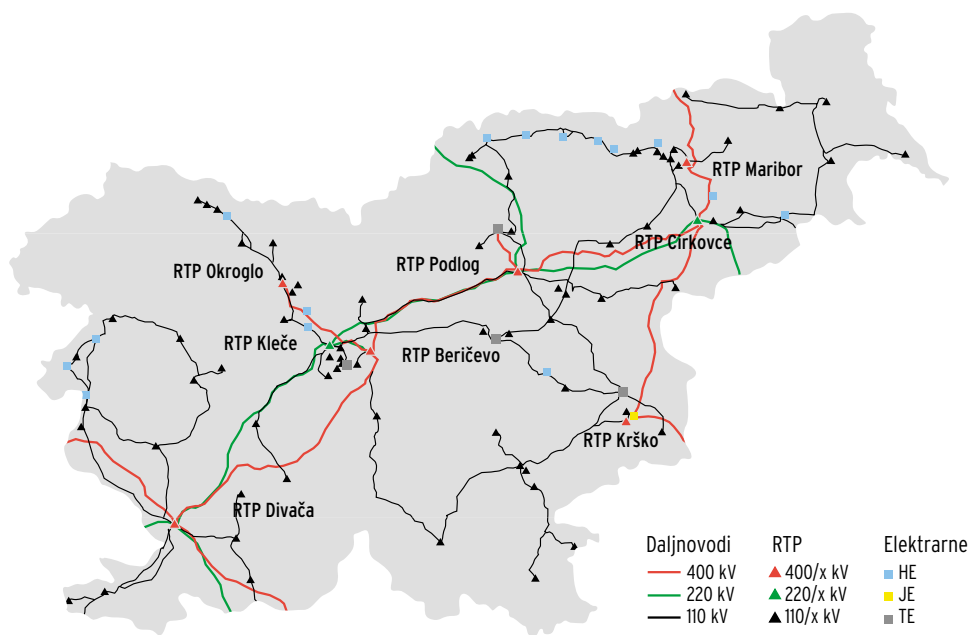 RTP Maribor
RTP Cirkovce
RTP Podlog
RTP Okroglo
RTP Kleče
RTP Beričevo
RTP Krško
RTP Divača
Daljnovodi RTP Elektrarne
400 kV 400/x kV HE
220 kV 220/x kV JE
110 kV 110/x kV TE